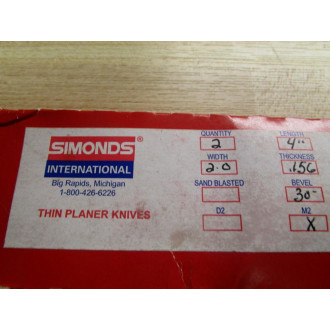 SIMONDS®
INTERNATIONAL
Big Rapids, Michigan
1-800-426-6226
THIN PLANER KNIVES
QUANTITY
2
LENGTH
4"
WIDTH
2.0
THICKNESS
.156
SAND BLASTED
BEVEL
30-
D2
M2
X